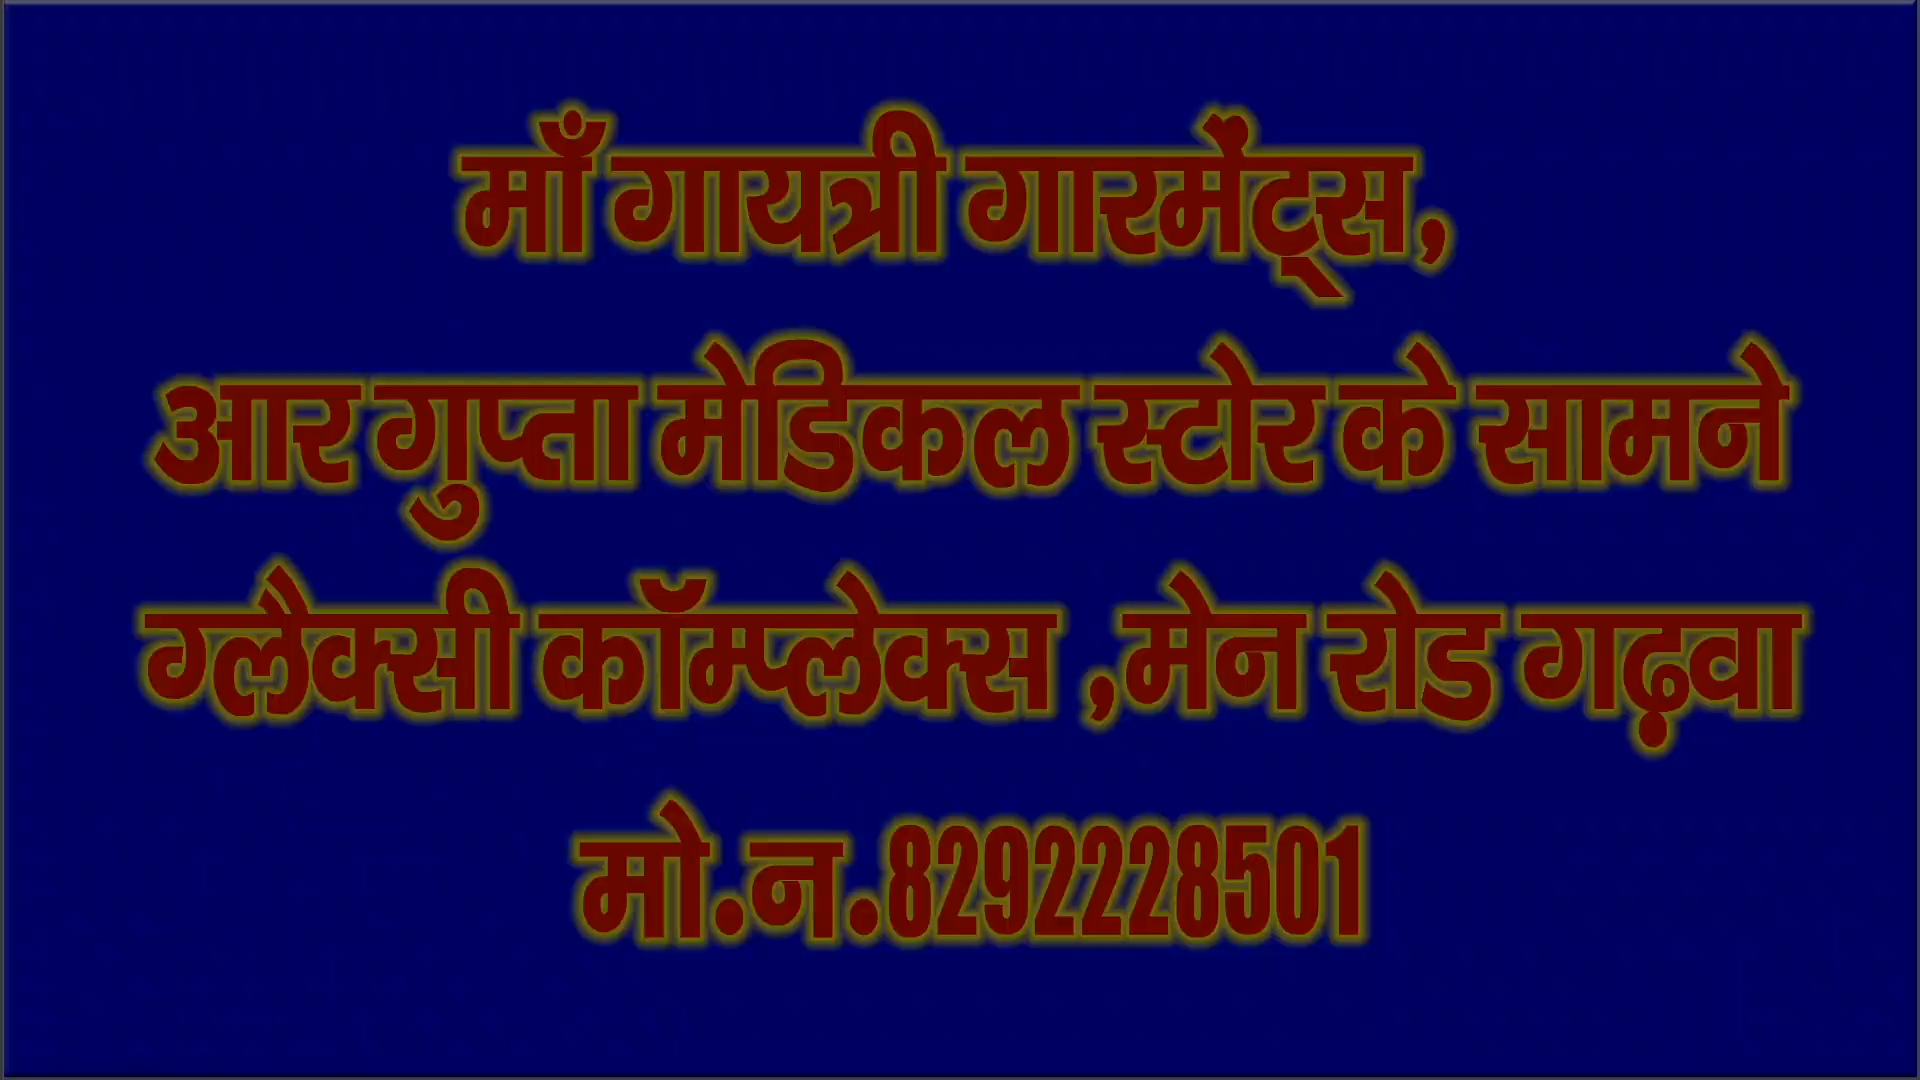 माँ गायत्री गारमेंट्स,
आर गुप्ता मेडिकल स्टोर के सामने
ग्लैक्सी कॉम्प्लेक्स ,मेन रोड गढ़वा
मो.न.8292228501